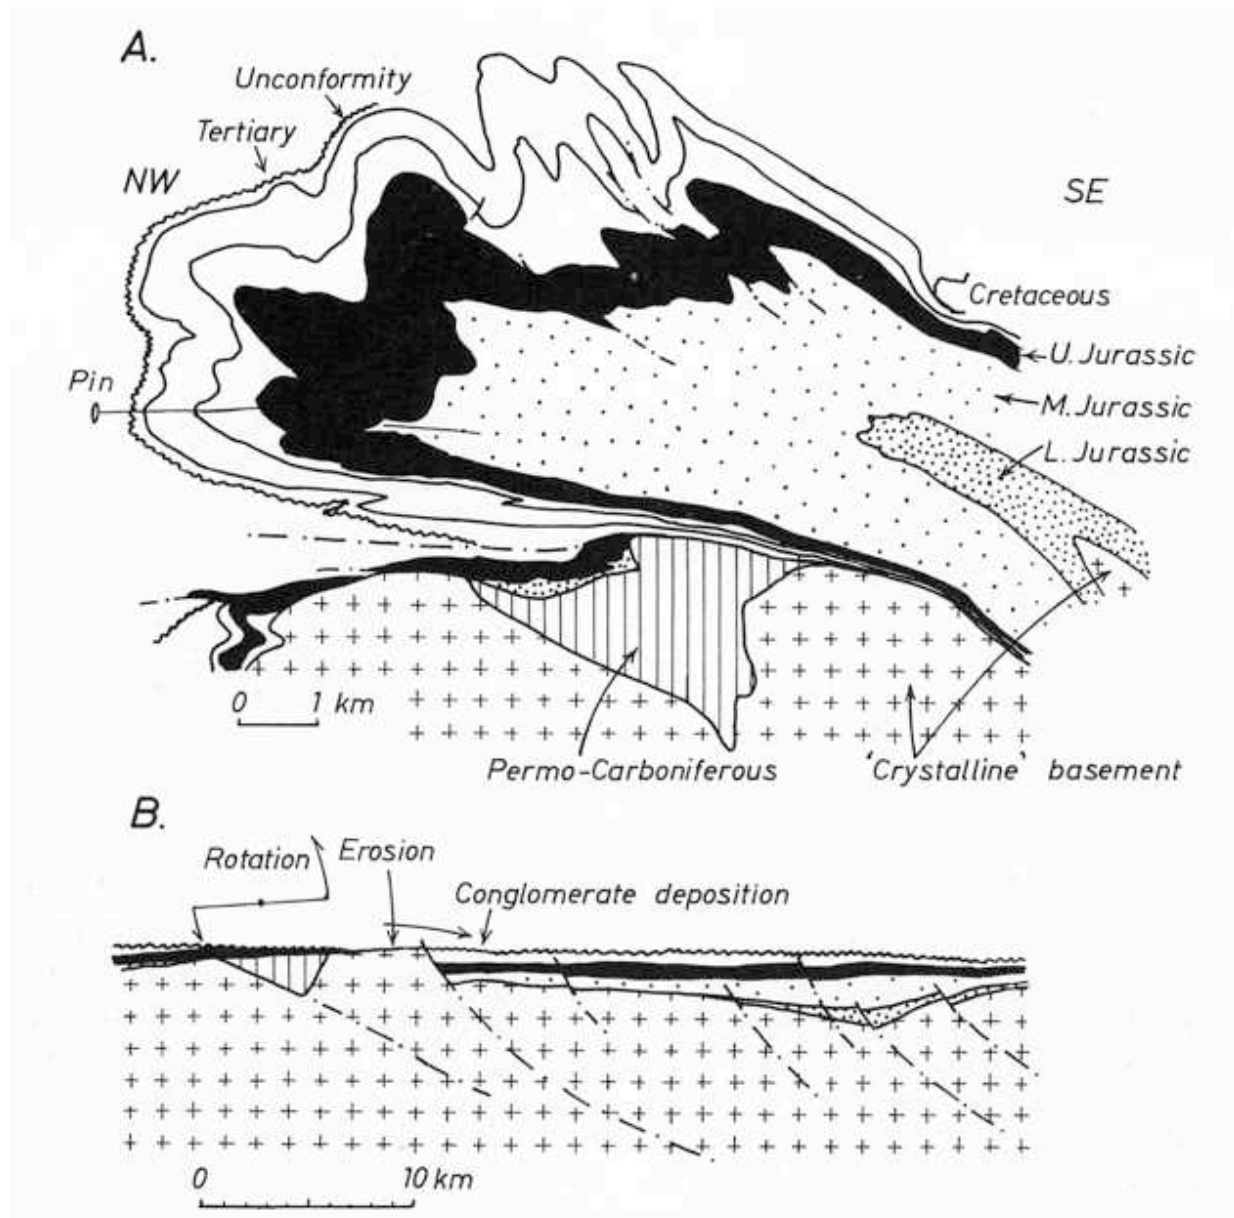 A.
Unconformity
Tertiary
NW
SE
Cretaceous
Pin
U. Jurassic
M. Jurassic
L. Jurassic
0 1 km
Permo-Carboniferous
'Crystalline' basement
B.
Rotation
Erosion
Conglomerate deposition
0 10 km